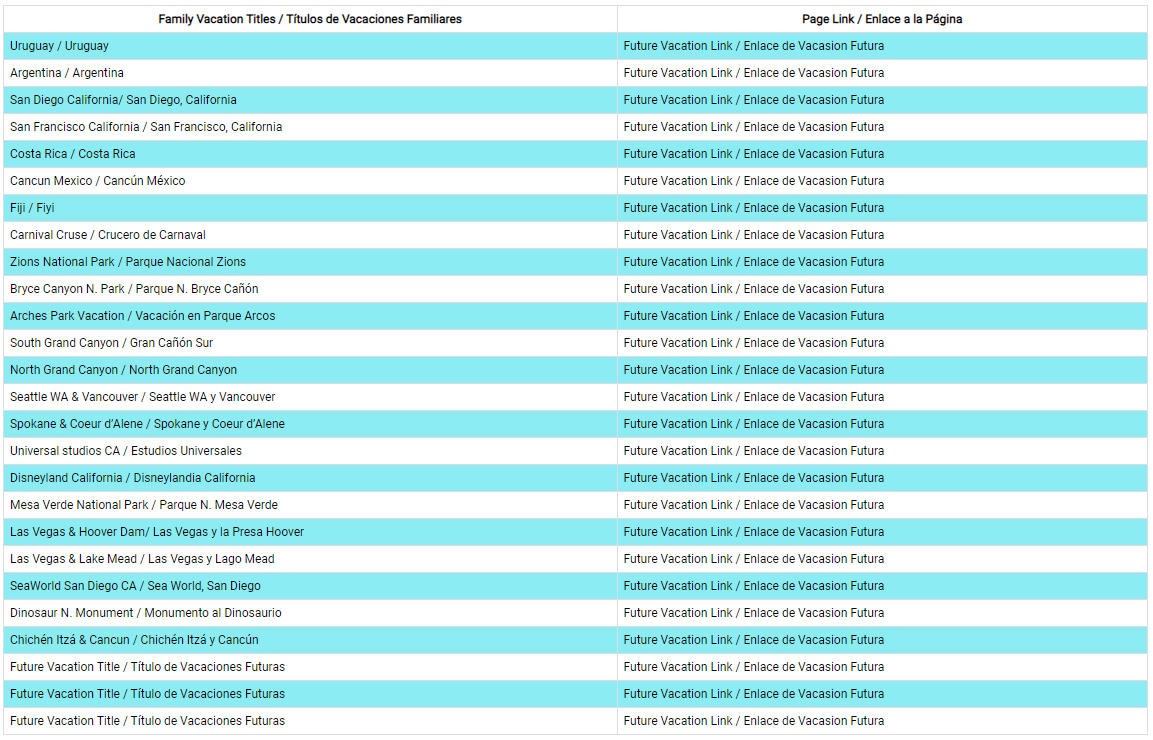 Family Vacation Titles / Títulos de Vacaciones Familiares Page Link / Enlace a la Página
Uruguay / Uruguay Future Vacation Link / Enlace de Vacasion Futura
Argentina / Argentina Future Vacation Link / Enlace de Vacasion Futura
San Diego California/ San Diego, California Future Vacation Link / Enlace de Vacasion Futura
San Francisco California / San Francisco, California Future Vacation Link / Enlace de Vacasion Futura
Costa Rica / Costa Rica Future Vacation Link / Enlace de Vacasion Futura
Cancun Mexico / Cancún México Future Vacation Link / Enlace de Vacasion Futura
Fiji / Fiyi Future Vacation Link / Enlace de Vacasion Futura
Carnival Cruse / Crucero de Carnaval Future Vacation Link / Enlace de Vacasion Futura
Zions National Park / Parque Nacional Zions Future Vacation Link / Enlace de Vacasion Futura
Bryce Canyon N. Park / Parque N. Bryce Cañón Future Vacation Link / Enlace de Vacasion Futura
Arches Park Vacation / Vacación en Parque Arcos Future Vacation Link / Enlace de Vacasion Futura
South Grand Canyon / Gran Cañón Sur Future Vacation Link / Enlace de Vacasion Futura
North Grand Canyon / North Grand Canyon Future Vacation Link / Enlace de Vacasion Futura
Seattle WA & Vancouver / Seattle WA y Vancouver Future Vacation Link / Enlace de Vacasion Futura
Spokane & Coeur d’Alene / Spokane y Coeur d’Alene Future Vacation Link / Enlace de Vacasion Futura
Universal studios CA / Estudios Universales Future Vacation Link / Enlace de Vacasion Futura
Disneyland California / Disneylandia California Future Vacation Link / Enlace de Vacasion Futura
Mesa Verde National Park / Parque N. Mesa Verde Future Vacation Link / Enlace de Vacasion Futura
Las Vegas & Hoover Dam/ Las Vegas y la Presa Hoover Future Vacation Link / Enlace de Vacasion Futura
Las Vegas & Lake Mead / Las Vegas y Lago Mead Future Vacation Link / Enlace de Vacasion Futura
SeaWorld San Diego CA / Sea World, San Diego Future Vacation Link / Enlace de Vacasion Futura
Dinosaur N. Monument / Monumento al Dinosaurio Future Vacation Link / Enlace de Vacasion Futura
Chichén Itzá & Cancun / Chichén Itzá y Cancún Future Vacation Link / Enlace de Vacasion Futura
Future Vacation Title / Título de Vacaciones Futuras Future Vacation Link / Enlace de Vacasion Futura
Future Vacation Title / Título de Vacaciones Futuras Future Vacation Link / Enlace de Vacasion Futura
Future Vacation Title / Título de Vacaciones Futuras Future Vacation Link / Enlace de Vacasion Futura